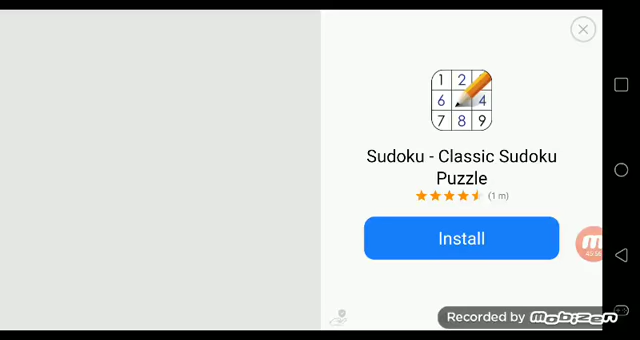 1 2
6 4
7 8 9
Sudoku - Classic Sudoku
Puzzle
(1 m)
Install
Recorded by Mobizen